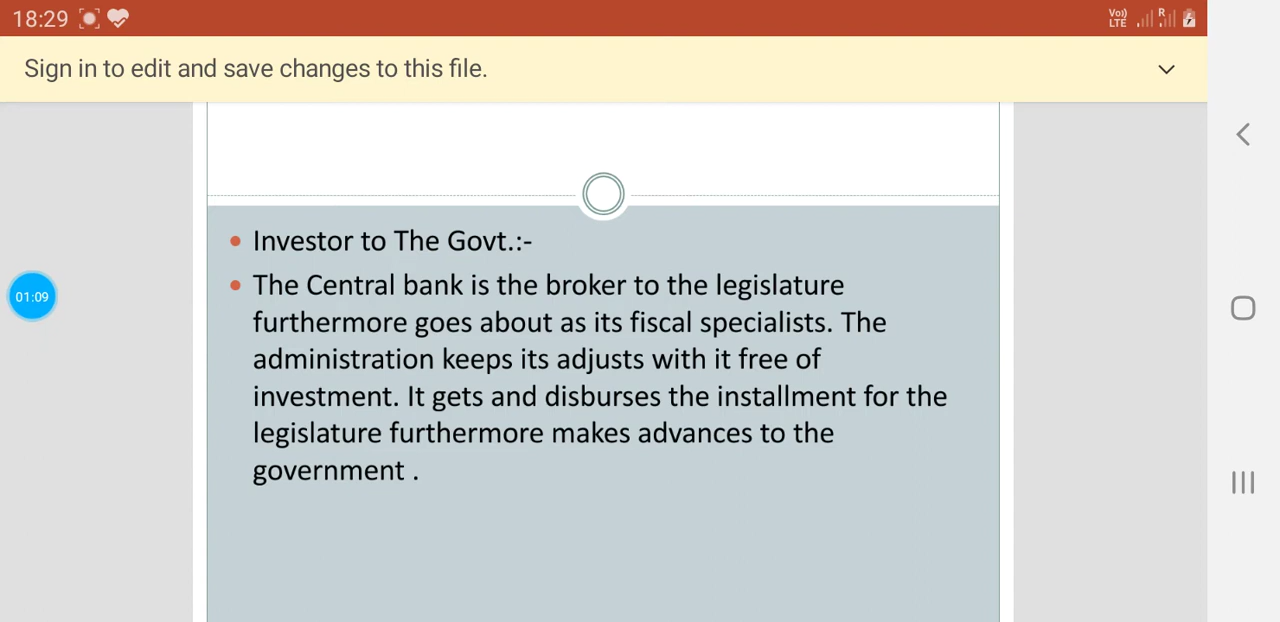 18:29
Vo))
LTE
R
Sign in to edit and save changes to this file.
Investor to The Govt.:-
The Central bank is the broker to the legislature
furthermore goes about as its fiscal specialists. The
administration keeps its adjusts with it free of
investment. It gets and disburses the installment for the
legislature furthermore makes advances to the
government .
01:09